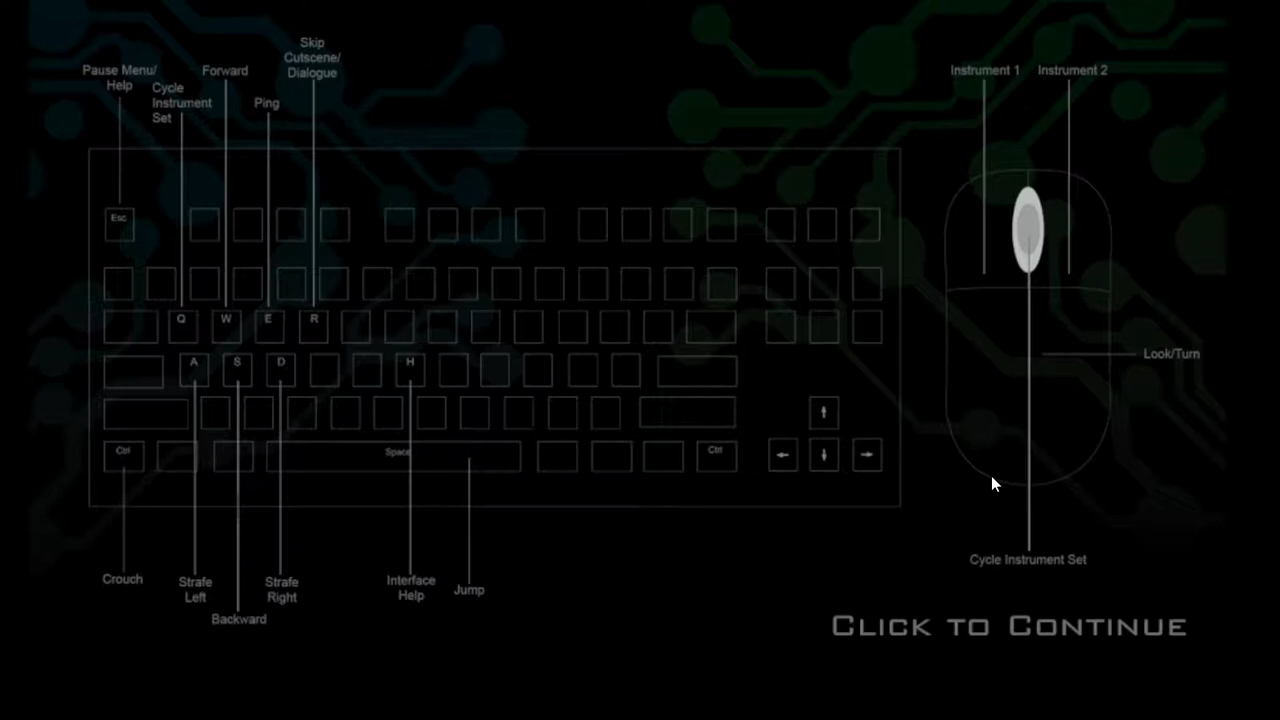 Skip
Cutscene/
Dialogue
Pause Menu/
Help
Cycle
Instrument
Set
Forward
Ping
Instrument 1
Instrument 2
Esc
Q
W
E
R
A
S
D
H
Look/Turn
Ctrl
Space
Ctrl
Crouch
Strafe
Left
Backward
Strafe
Right
Interface
Help
Jump
Cycle Instrument Set
Click to Continue